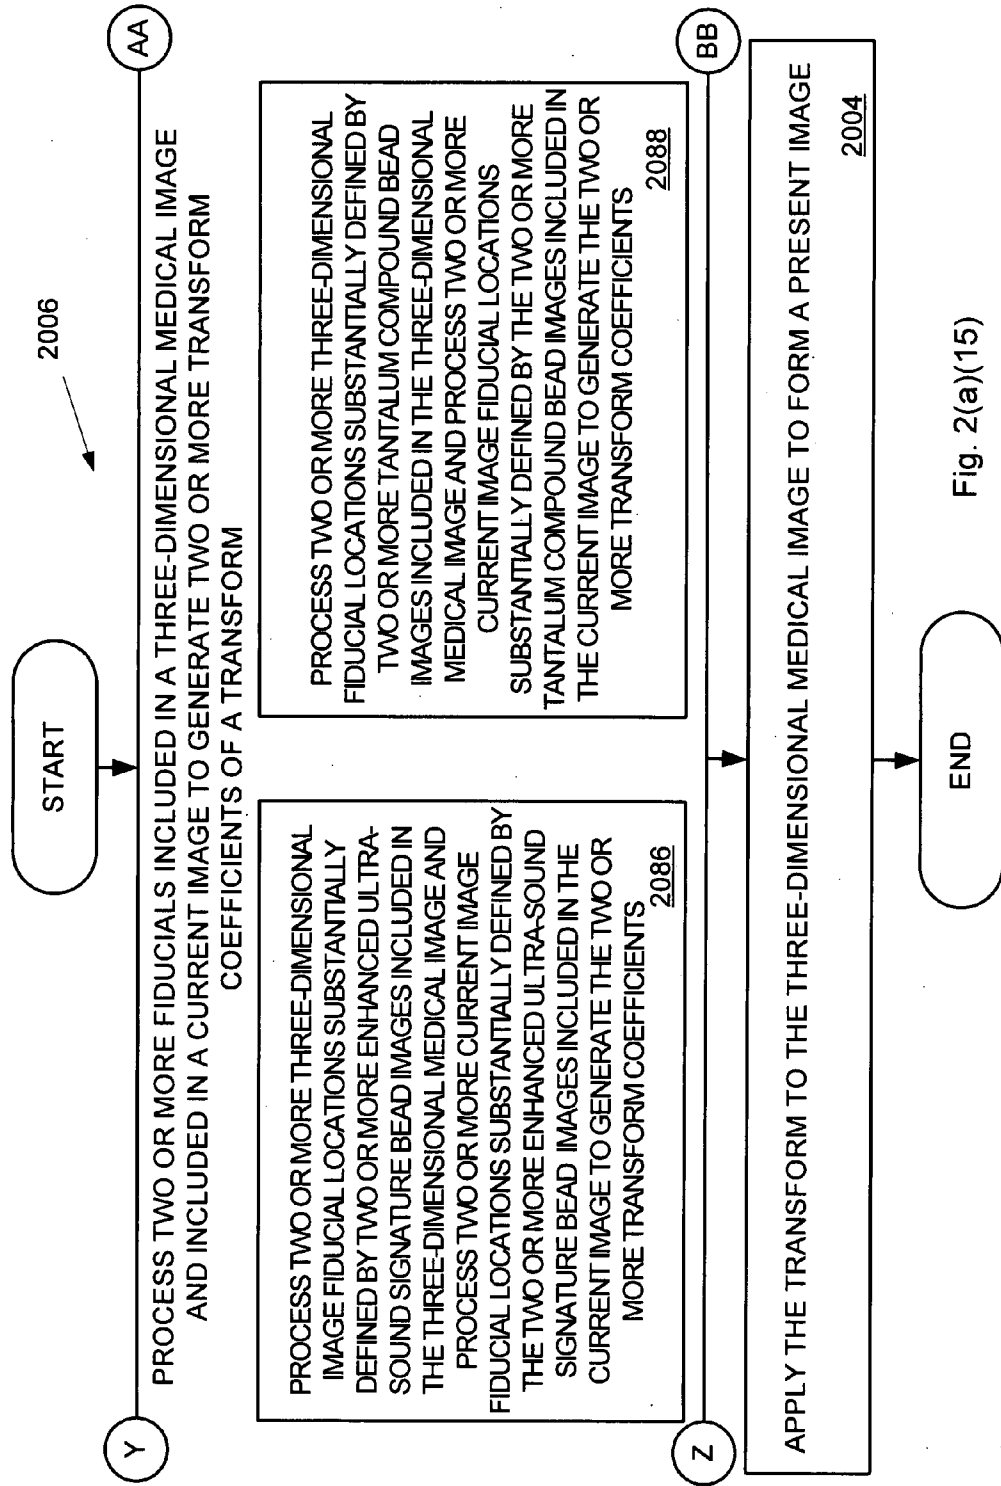 2006
START
Y
AA
PROCESS TWO OR MORE FIDUCIALS INCLUDED IN A THREE-DIMENSIONAL MEDICAL IMAGE
AND INCLUDED IN A CURRENT IMAGE TO GENERATE TWO OR MORE TRANSFORM
COEFFICIENTS OF A TRANSFORM
PROCESS TWO OR MORE THREE-DIMENSIONAL
IMAGE FIDUCIAL LOCATIONS SUBSTANTIALLY
DEFINED BY TWO OR MORE ENHANCED ULTRA-
SOUND SIGNATURE BEAD IMAGES INCLUDED IN
THE THREE-DIMENSIONAL MEDICAL IMAGE AND
PROCESS TWO OR MORE CURRENT IMAGE
FIDUCIAL LOCATIONS SUBSTANTIALLY DEFINED BY
THE TWO OR MORE ENHANCED ULTRA-SOUND
SIGNATURE BEAD IMAGES INCLUDED IN THE
CURRENT IMAGE TO GENERATE THE TWO OR
MORE TRANSFORM COEFFICIENTS
2086
PROCESS TWO OR MORE THREE-DIMENSIONAL
FIDUCIAL LOCATIONS SUBSTANTIALLY DEFINED BY
TWO OR MORE TANTALUM COMPOUND BEAD
IMAGES INCLUDED IN THE THREE-DIMENSIONAL
MEDICAL IMAGE AND PROCESS TWO OR MORE
CURRENT IMAGE FIDUCIAL LOCATIONS
SUBSTANTIALLY DEFINED BY THE TWO OR MORE
TANTALUM COMPOUND BEAD IMAGES INCLUDED IN
THE CURRENT IMAGE TO GENERATE THE TWO OR
MORE TRANSFORM COEFFICIENTS
2088
Z
BB
APPLY THE TRANSFORM TO THE THREE-DIMENSIONAL MEDICAL IMAGE TO FORM A PRESENT IMAGE
2004
END
Fig. 2(a)(15)